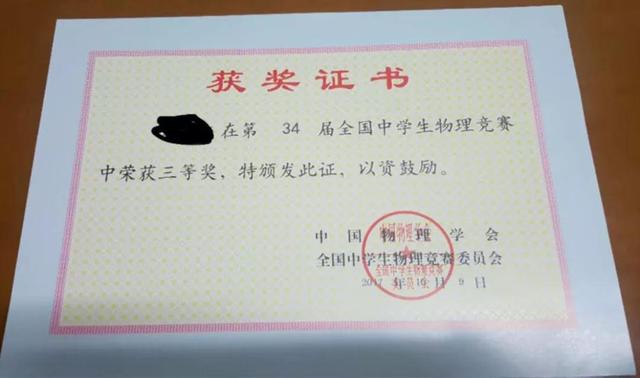 获奖证书
在第 34 届全国中学生物理竞赛
中荣获三等奖，特颁发此证，以资鼓励。
中国物理学会
全国中学生物理竞赛委员会
2017 年 10 月 9 日